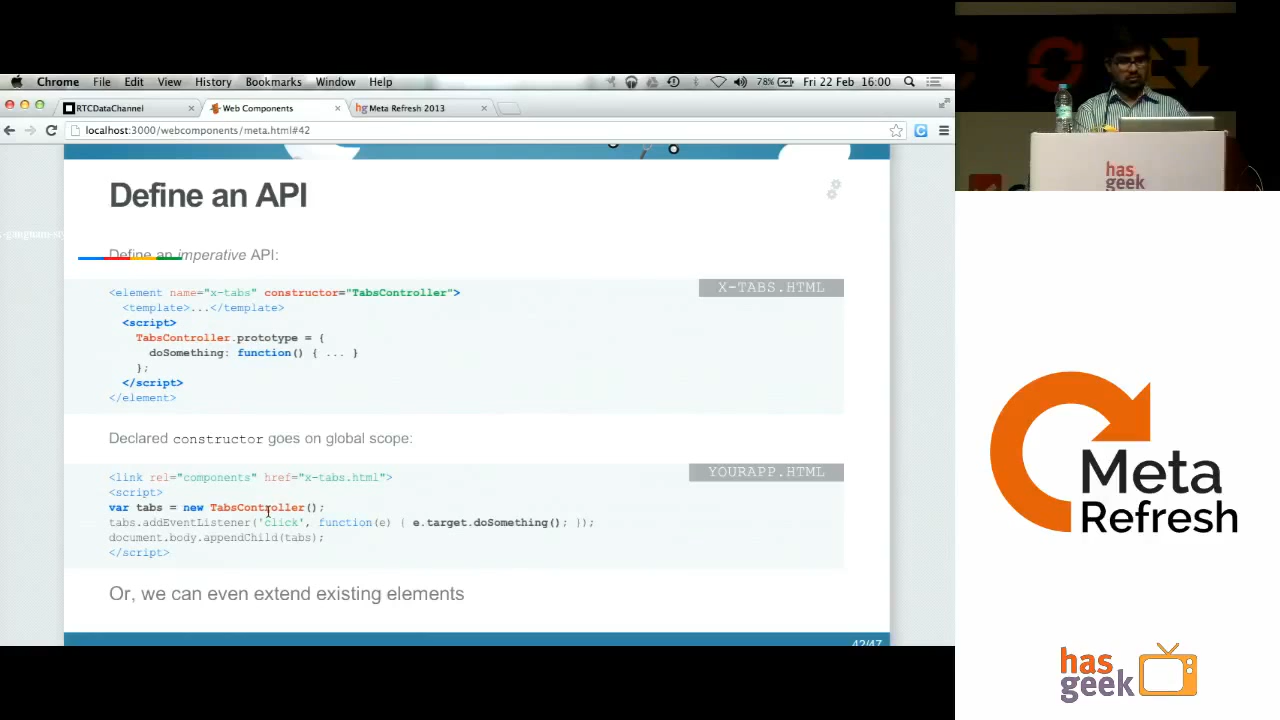 Chrome File Edit View History Bookmarks Window Help 78% Fri 22 Feb 16:00
RTCDataChannel × Web Components × hg Meta Refresh 2013 ×
localhost:3000/webcomponents/meta.html#42
Define an API
Define an imperative API:
X-TABS.HTML
<element name="x-tabs" constructor="TabsController">
<template>...</template>
<script>
TabsController.prototype = {
doSomething: function() { ... }
};
</script>
</element>
Declared constructor goes on global scope:
YOURAPP.HTML
<link rel="components" href="x-tabs.html">
<script>
var tabs = new TabsController();
tabs.addEventListener('click', function(e) { e.target.doSomething(); });
document.body.appendChild(tabs);
</script>
Or, we can even extend existing elements
42/47
has
geek
Meta
Refresh
has
geek